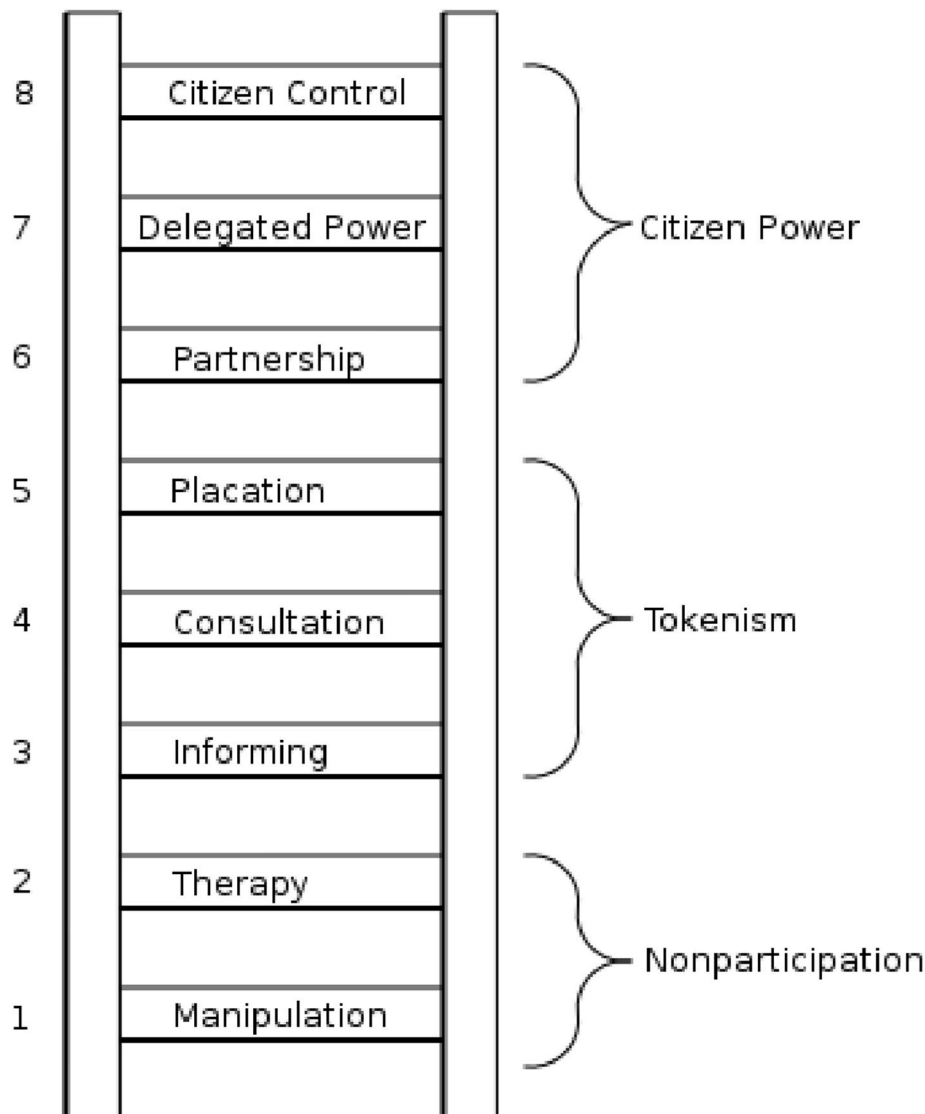 8 Citizen Control
7 Delegated Power Citizen Power
6 Partnership
5 Placation
4 Consultation Tokenism
3 Informing
2 Therapy
Nonparticipation
1 Manipulation